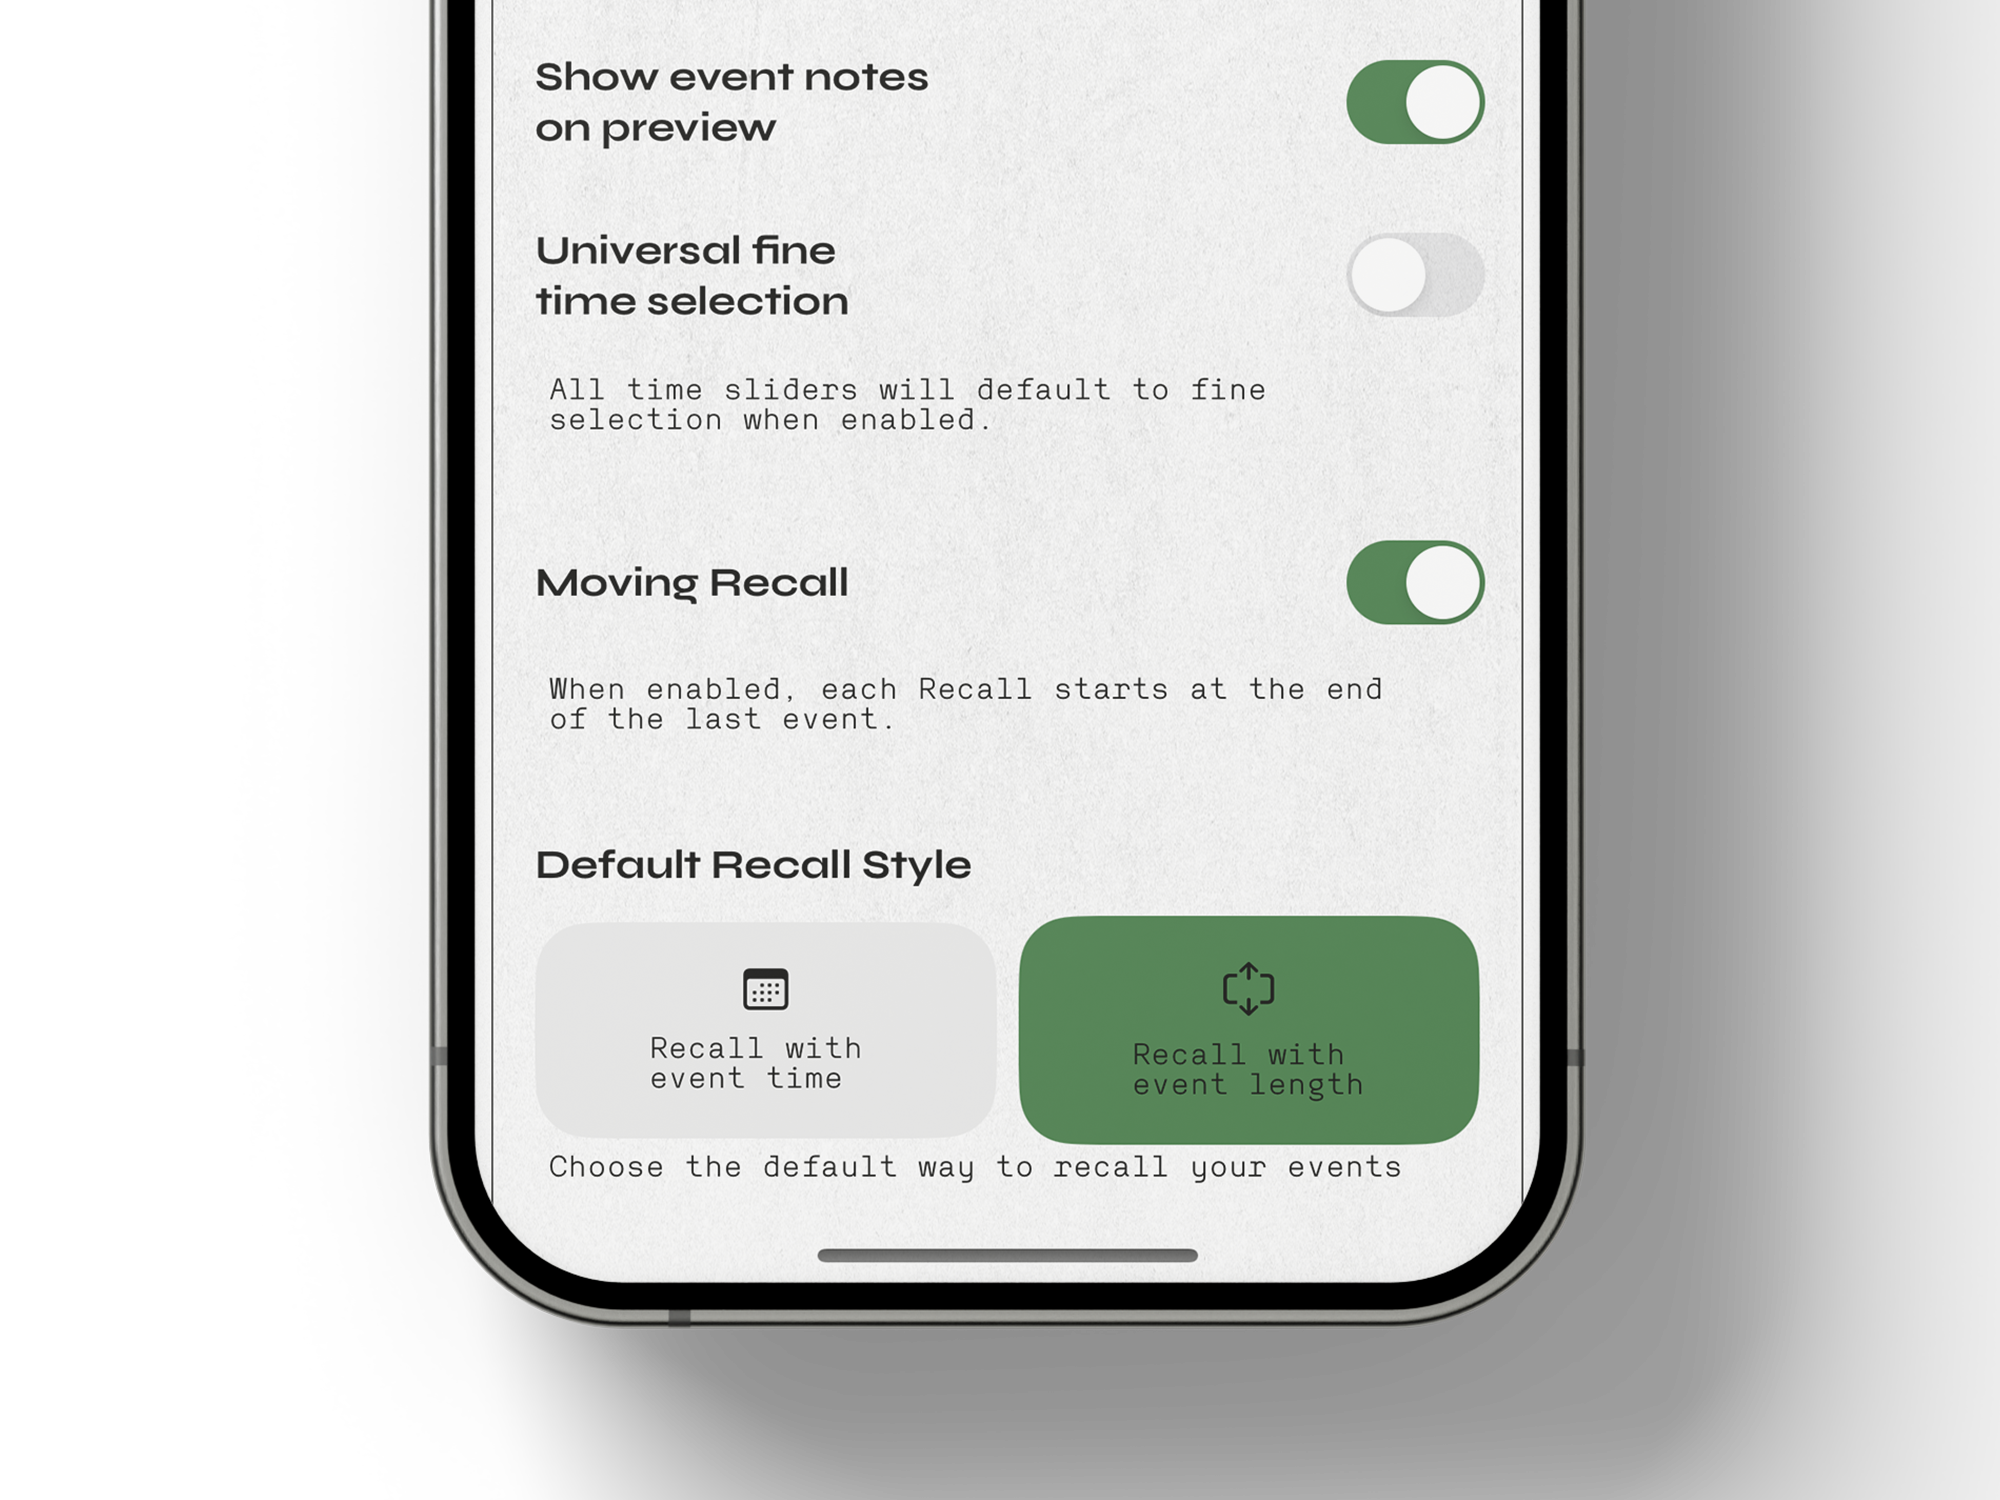 Show event notes
on preview
Universal fine
time selection
All time sliders will default to fine
selection when enabled.
Moving Recall
When enabled, each Recall starts at the end
of the last event.
Default Recall Style
Recall with
event time
Recall with
event length
Choose the default way to recall your events